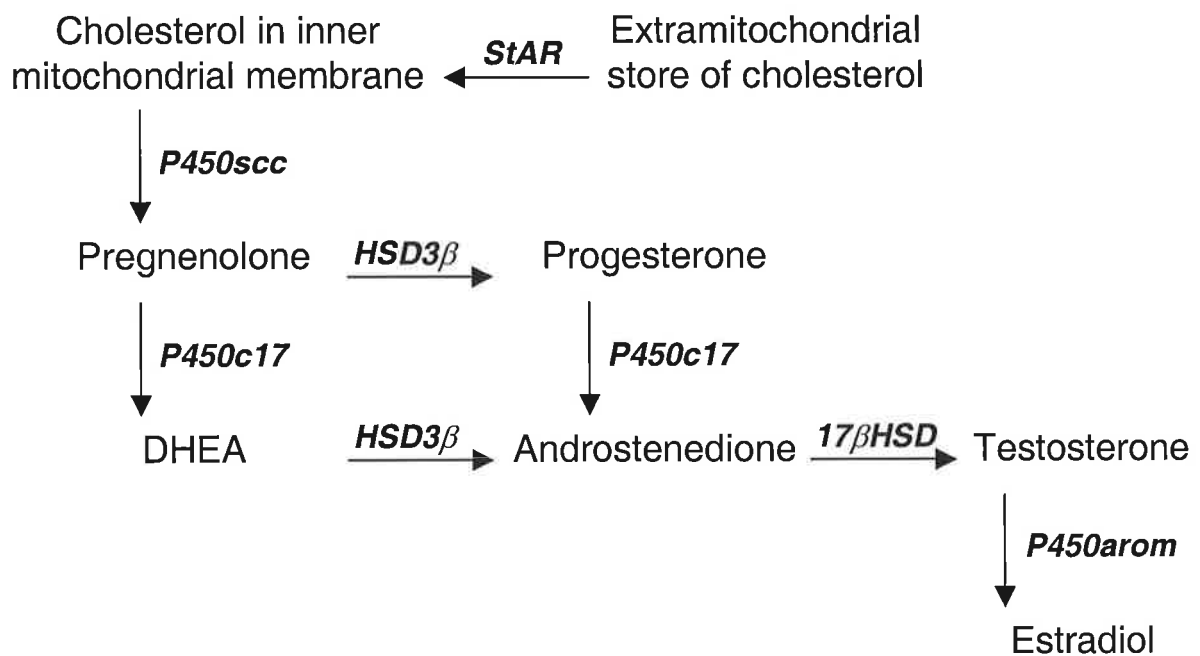 Cholesterol in inner
mitochondrial membrane
StAR
Extramitochondrial
store of cholesterol
P450scc
Pregnenolone
HSD3β
Progesterone
P450c17
P450c17
DHEA
HSD3β
Androstenedione
17βHSD
Testosterone
P450arom
Estradiol